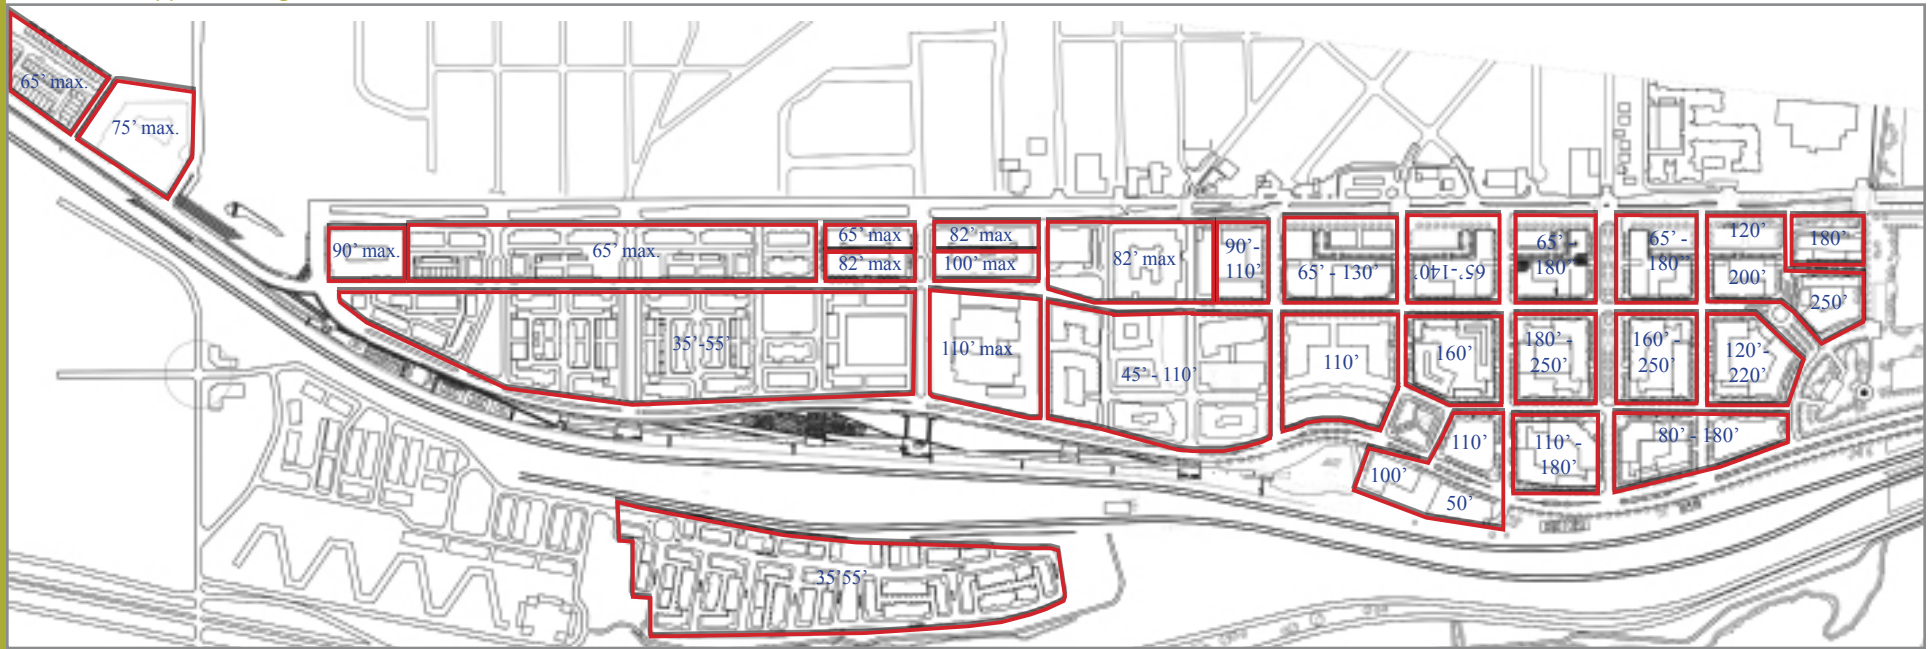 65’ max.
75’ max.
90’ max.
65’ max.
65’ max
82’ max
82’ max
100’ max
82’ max
90’-
110’
65’ - 130’
65’-140’
65’ -
180’
65’ -
180’’
120’
200’
180’
250’
35’-55’
110’ max
45’ - 110’
110’
160’
180’ -
250’
160’ -
250’
120’-
220’
110’
100’
50’
110’ -
180’
80’ - 180’
35’55’